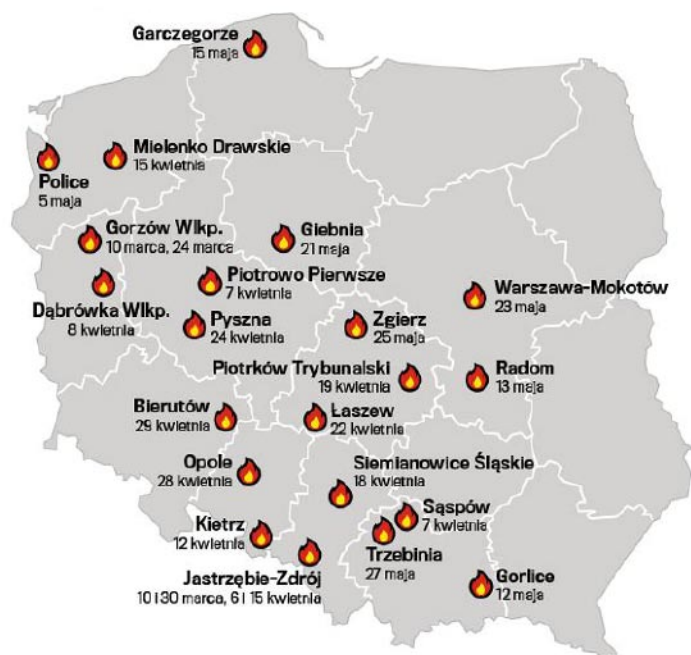 Garczegorze
15 maja
Mielenko Drawskie
15 kwietnia
Police
5 maja
Gorzów Wlkp.
10 marca, 24 marca
Giebnia
21 maja
Piotrowo Pierwsze
7 kwietnia
Warszawa-Mokotów
23 maja
Dąbrówka Wlkp.
8 kwietnia
Pyszna
24 kwietnia
Zgierz
25 maja
Piotrków Trybunalski
19 kwietnia
Radom
13 maja
Bierutów
29 kwietnia
Łaszew
22 kwietnia
Opole
28 kwietnia
Siemianowice Śląskie
18 kwietnia
Sąspów
7 kwietnia
Kietrz
12 kwietnia
Trzebinia
27 maja
Jastrzębie-Zdrój
10 i 30 marca, 6 i 15 kwietnia
Gorlice
12 maja